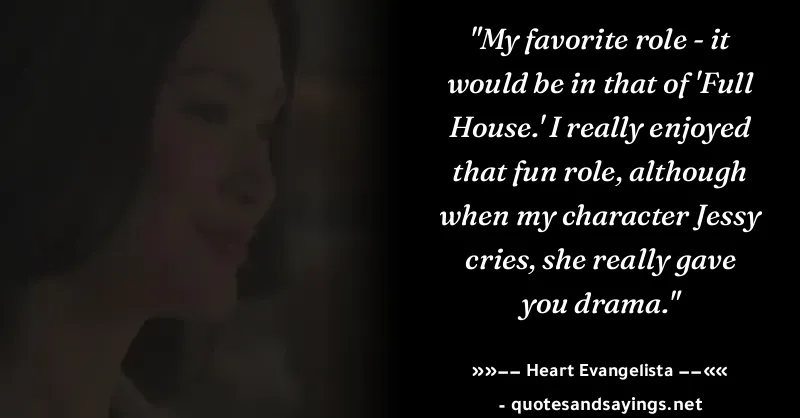 "My favorite role - it
would be in that of 'Full
House.' I really enjoyed
that fun role, although
when my character Jessy
cries, she really gave
you drama."
»»−− Heart Evangelista −−««
- quotesandsayings.net